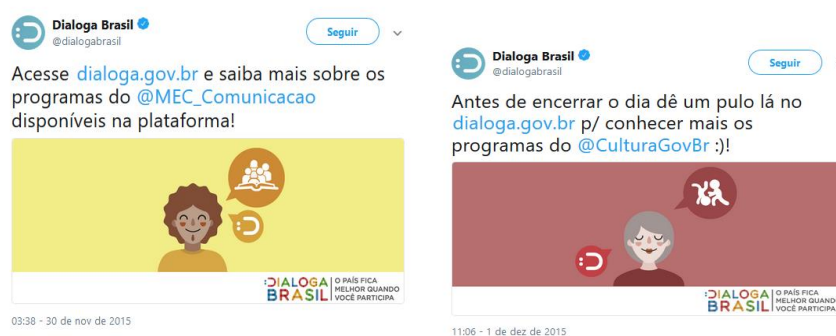 Dialoga Brasil
@dialogabrasil
Seguir
Acesse dialoga.gov.br e saiba mais sobre os
programas do @MEC_Comunicacao
disponíveis na plataforma!
:DIALOGA
BRASIL
O PAÍS FICA
MELHOR QUANDO
VOCÊ PARTICIPA
03:38 - 30 de nov de 2015
Dialoga Brasil
@dialogabrasil
Seguir
Antes de encerrar o dia dê um pulo lá no
dialoga.gov.br p/ conhecer mais os
programas do @CulturaGovBr :)!
:DIALOGA
BRASIL
O PAÍS FICA
MELHOR QUANDO
VOCÊ PARTICIPA
11:06 - 1 de dez de 2015